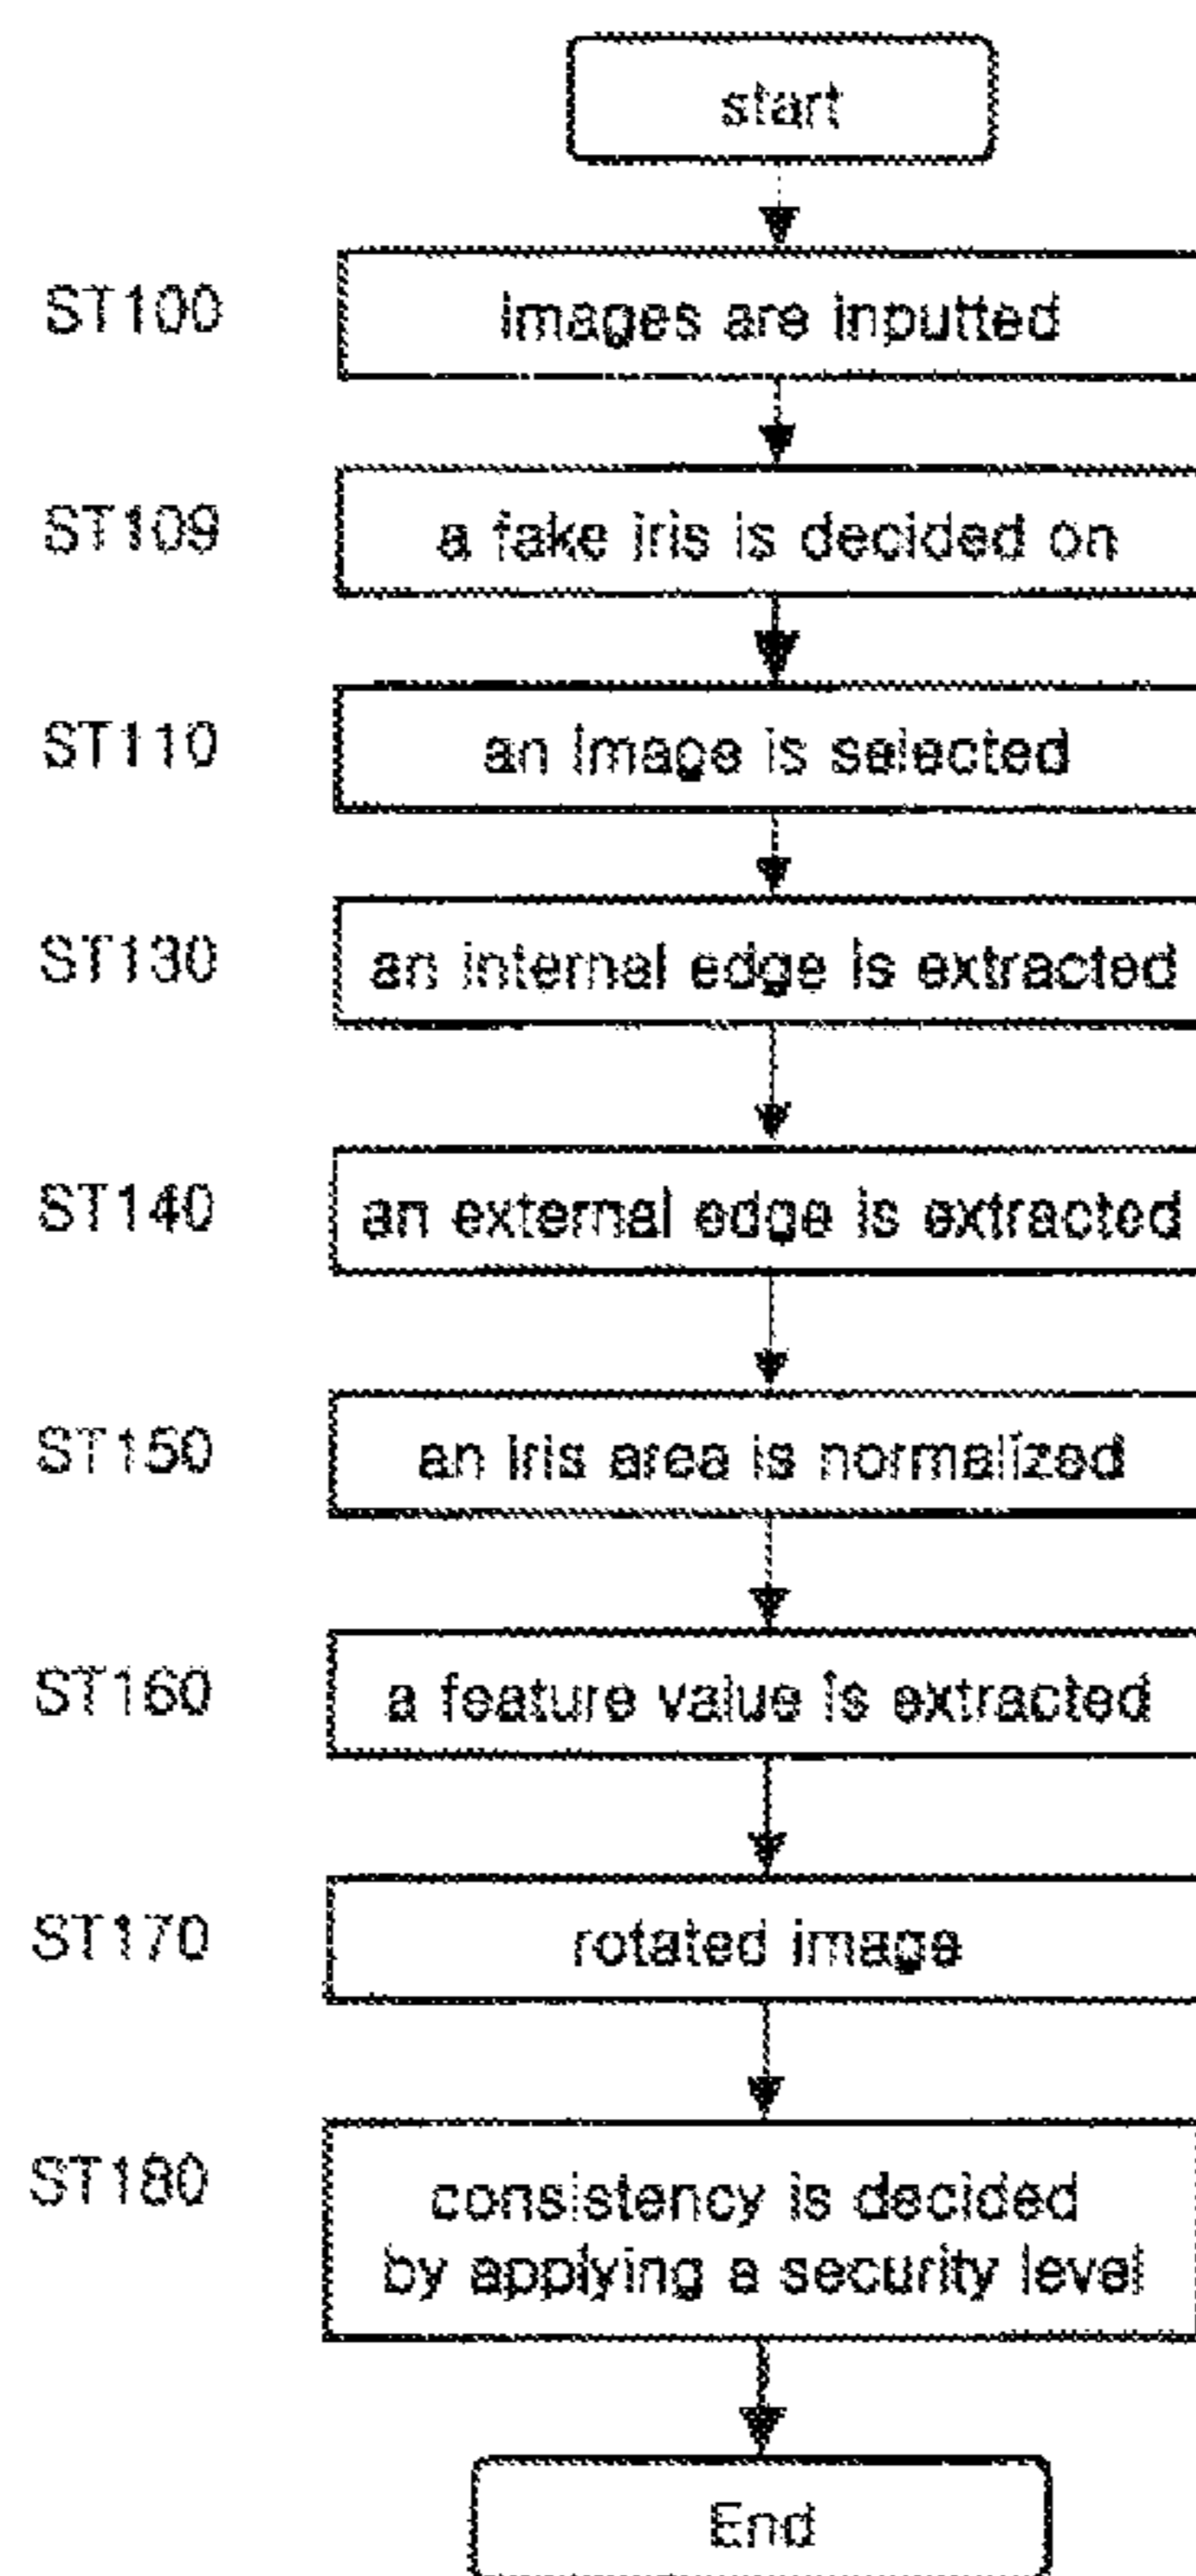 start
ST100
Images are inputted
ST109
a fake iris is decided on
ST110
an image is selected
ST130
an internal edge is extracted
ST140
an external edge is extracted
ST150
an iris area is normalized
ST160
a feature value is extracted
ST170
rotated image
ST180
consistency is decided
by applying a security level
End